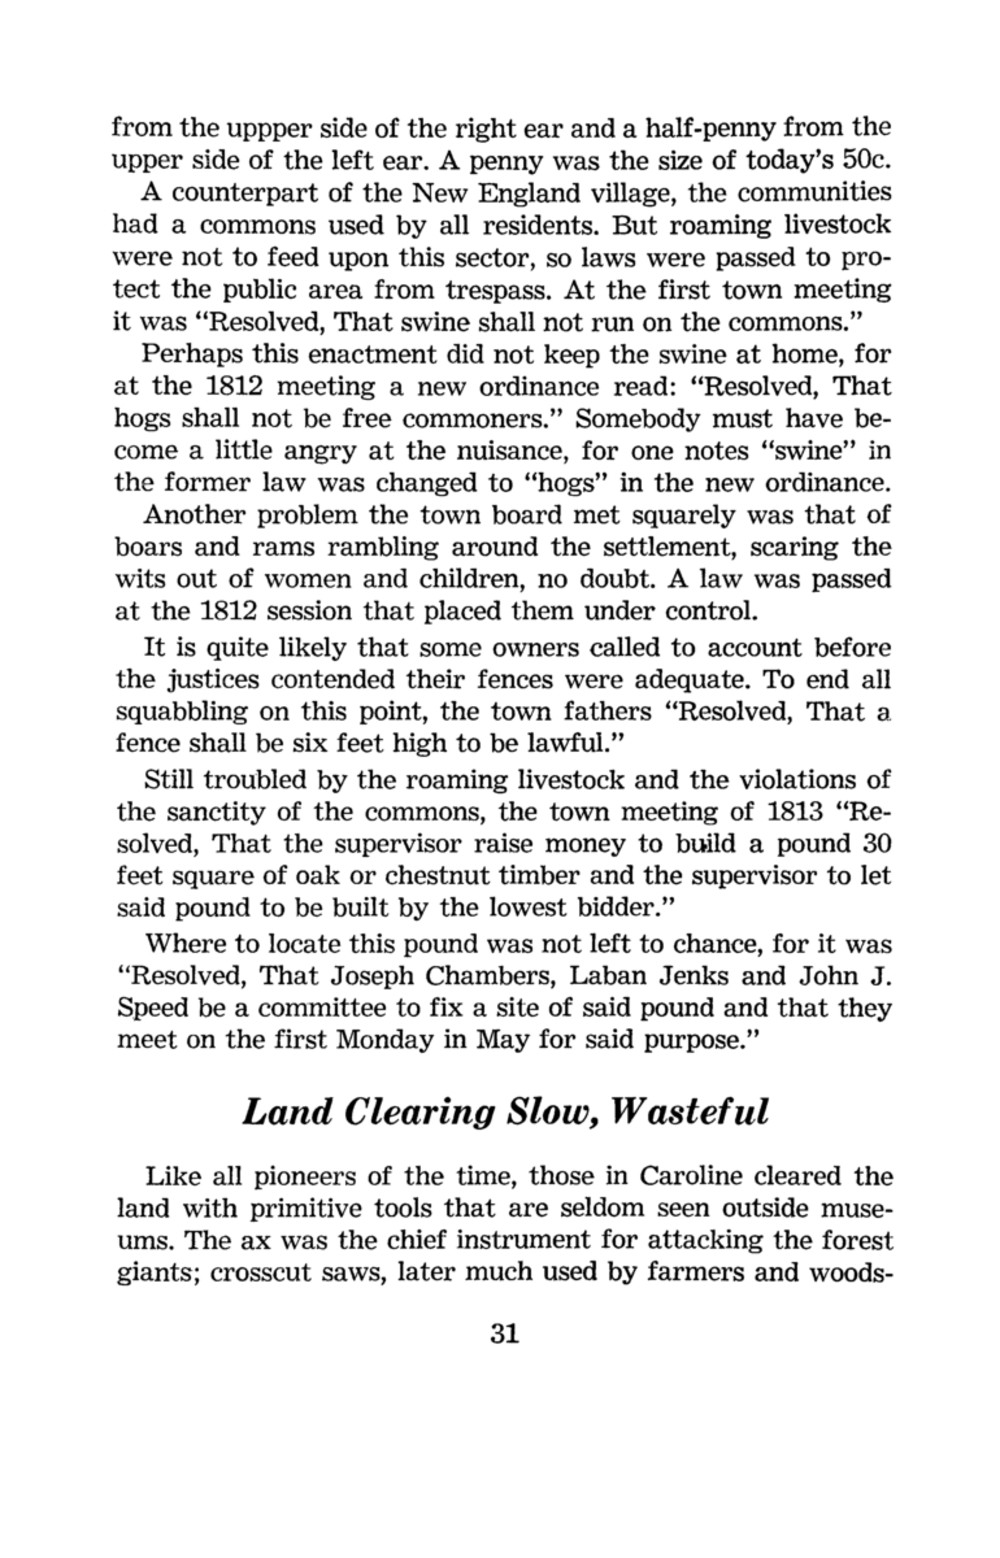 from the uppper side of the right ear and a half-penny from the
upper side of the left ear. A penny was the size of today's 50c.
A counterpart of the New England village, the communities
had a commons used by all residents. But roaming livestock
were not to feed upon this sector, so laws were passed to pro-
tect the public area from trespass. At the first town meeting
it was “Resolved, That swine shall not run on the commons.”
Perhaps this enactment did not keep the swine at home, for
at the 1812 meeting a new ordinance read: “Resolved, That
hogs shall not be free commoners.” Somebody must have be-
come a little angry at the nuisance, for one notes “swine” in
the former law was changed to “hogs” in the new ordinance.
Another problem the town board met squarely was that of
boars and rams rambling around the settlement, scaring the
wits out of women and children, no doubt. A law was passed
at the 1812 session that placed them under control.
It is quite likely that some owners called to account before
the justices contended their fences were adequate. To end all
squabbling on this point, the town fathers “Resolved, That a
fence shall be six feet high to be lawful.”
Still troubled by the roaming livestock and the violations of
the sanctity of the commons, the town meeting of 1813 “Re-
solved, That the supervisor raise money to build a pound 30
feet square of oak or chestnut timber and the supervisor to let
said pound to be built by the lowest bidder.”
Where to locate this pound was not left to chance, for it was
“Resolved, That Joseph Chambers, Laban Jenks and John J.
Speed be a committee to fix a site of said pound and that they
meet on the first Monday in May for said purpose.”
Land Clearing Slow, Wasteful
Like all pioneers of the time, those in Caroline cleared the
land with primitive tools that are seldom seen outside muse-
ums. The ax was the chief instrument for attacking the forest
giants; crosscut saws, later much used by farmers and woods-
31